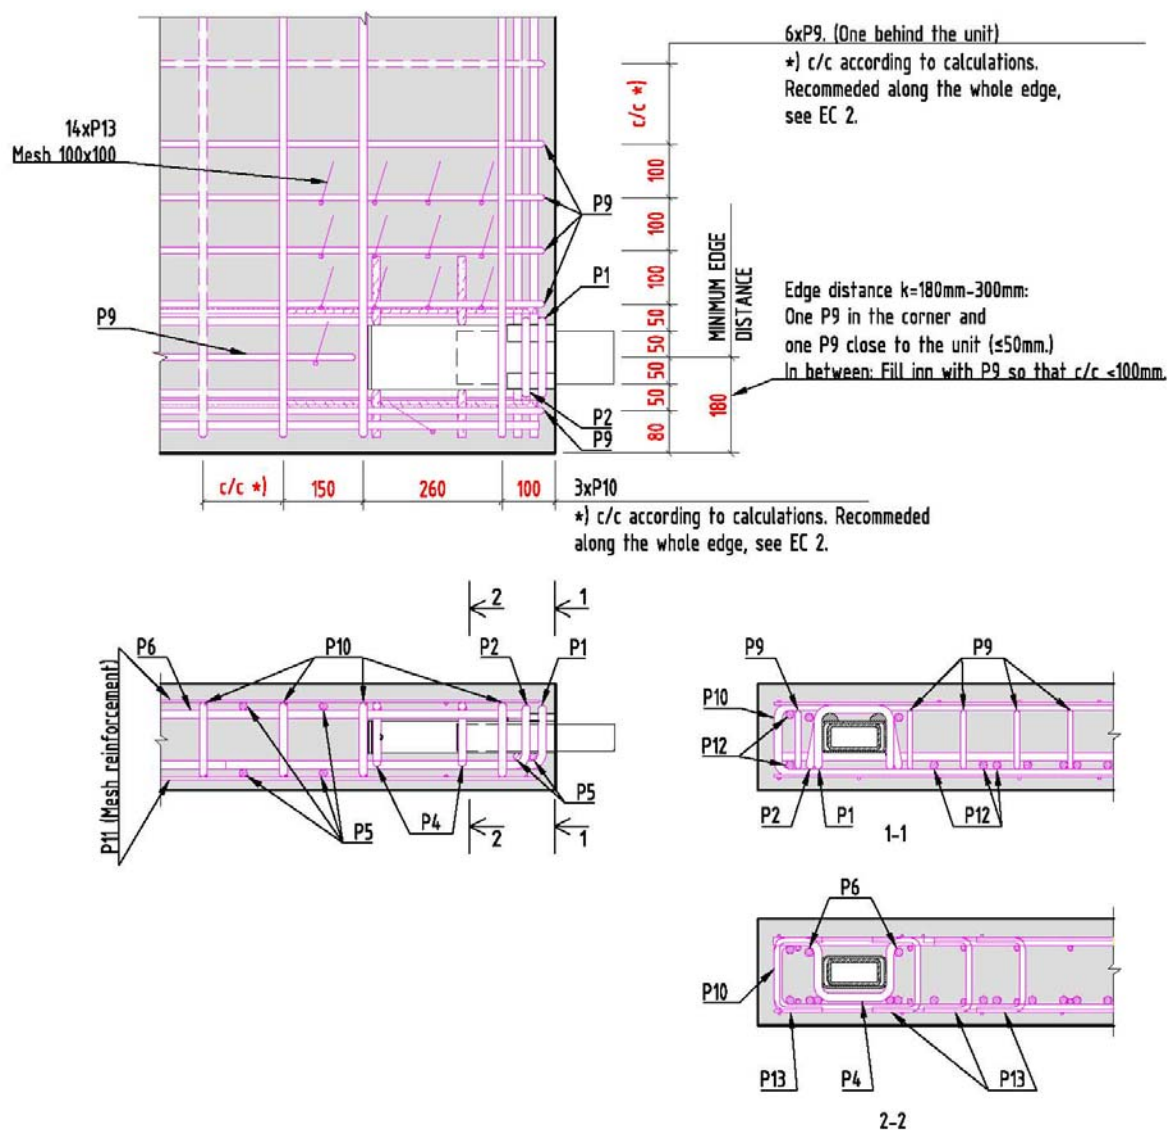 6xP9. (One behind the unit)
*) c/c according to calculations.
Recommeded along the whole edge,
see EC 2.
14xP13
Mesh 100x100
c/c *)
100
100
100
50
50
50
50
80
P9
P1
P9
P2
P9
MINIMUM EDGE
DISTANCE
180
Edge distance k=180mm-300mm:
One P9 in the corner and
one P9 close to the unit (≤50mm.)
In between: Fill inn with P9 so that c/c <100mm.
c/c *)
150
260
100
3xP10
*) c/c according to calculations. Recommeded
along the whole edge, see EC 2.
2
1
P6
P10
P2
P1
P11 (Mesh reinforcement)
P5
P4
P5
2
1
P9
P9
P10
P12
P2
P1
P12
1-1
P6
P10
P13
P4
P13
2-2